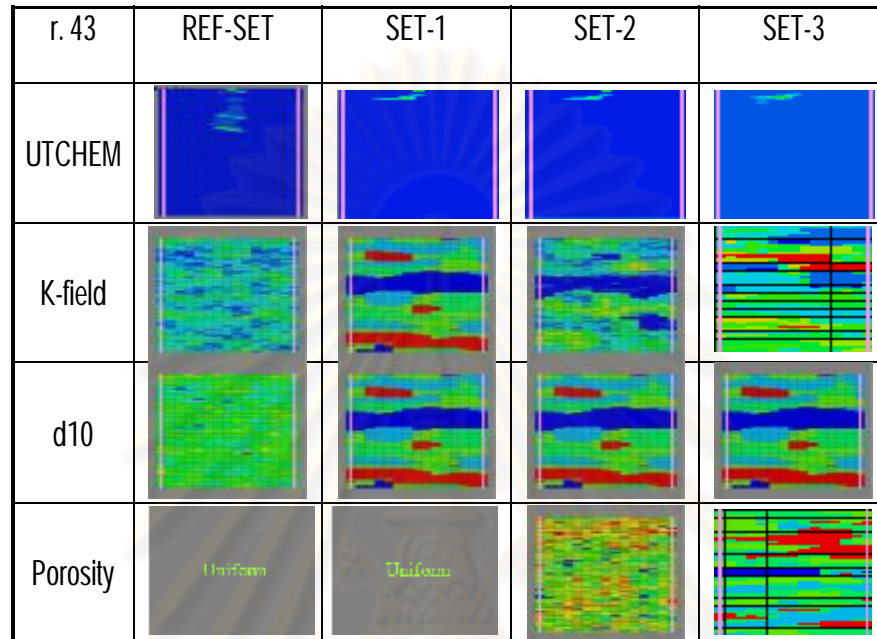 r. 43 REF-SET SET-1 SET-2 SET-3
UTCHEM
K-field
d10
Porosity Uniform Uniform